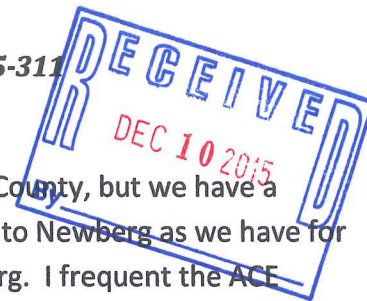 5-311
RECEIVED
DEC 10 2015
By
County, but we have a
to Newberg as we have for
rg. I frequent the ACE